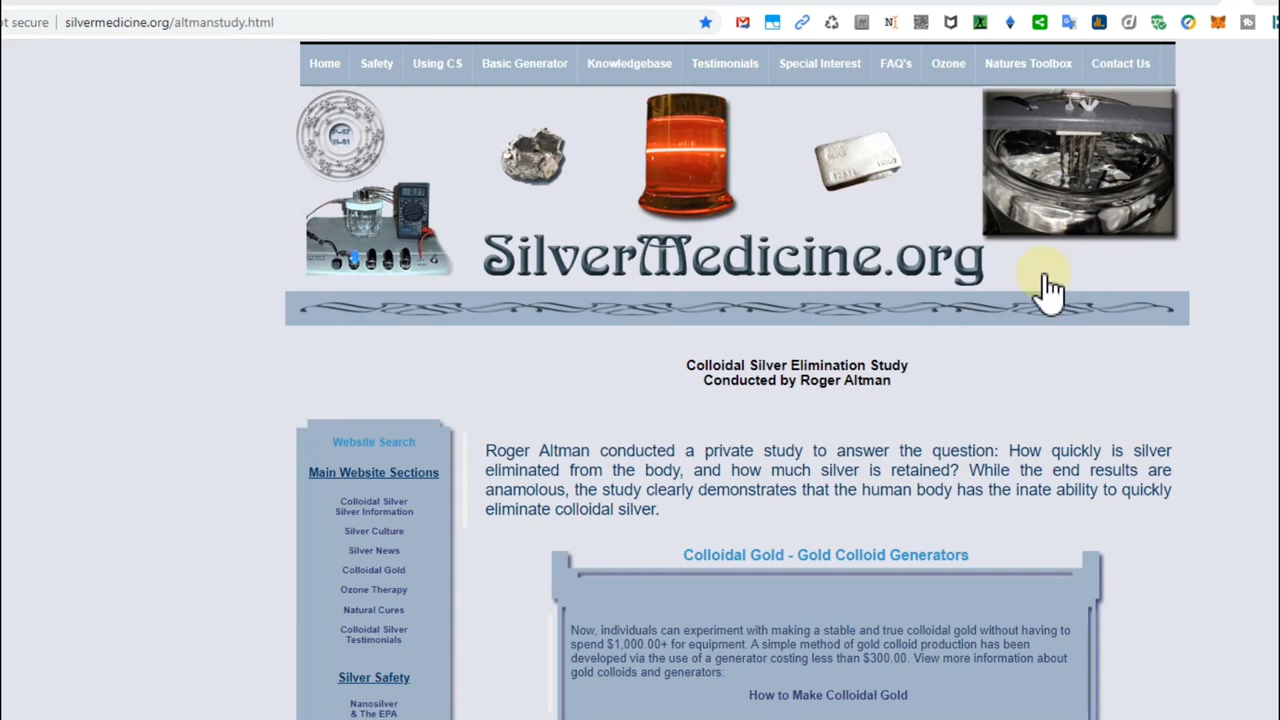 ot secure | silvermedicine.org/altmanstudy.html
Home Safety Using CS Basic Generator Knowledgebase Testimonials Special Interest FAQ's Ozone Natures Toolbox Contact Us
SilverMedicine.org
Colloidal Silver Elimination Study
Conducted by Roger Altman
Website Search
Main Website Sections
Colloidal Silver
Silver Information
Silver Culture
Silver News
Colloidal Gold
Ozone Therapy
Natural Cures
Colloidal Silver
Testimonials
Silver Safety
Nanosilver
& The EPA
Roger Altman conducted a private study to answer the question: How quickly is silver
eliminated from the body, and how much silver is retained? While the end results are
anamolous, the study clearly demonstrates that the human body has the inate ability to quickly
eliminate colloidal silver.
Colloidal Gold - Gold Colloid Generators
Now, individuals can experiment with making a stable and true colloidal gold without having to
spend $1,000.00+ for equipment. A simple method of gold colloid production has been
developed via the use of a generator costing less than $300.00. View more information about
gold colloids and generators:
How to Make Colloidal Gold